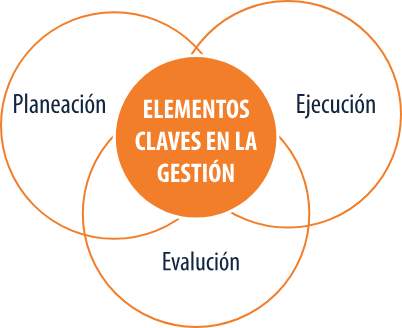 Planeación
ELEMENTOS
CLAVES EN LA
GESTIÓN
Ejecución
Evalución